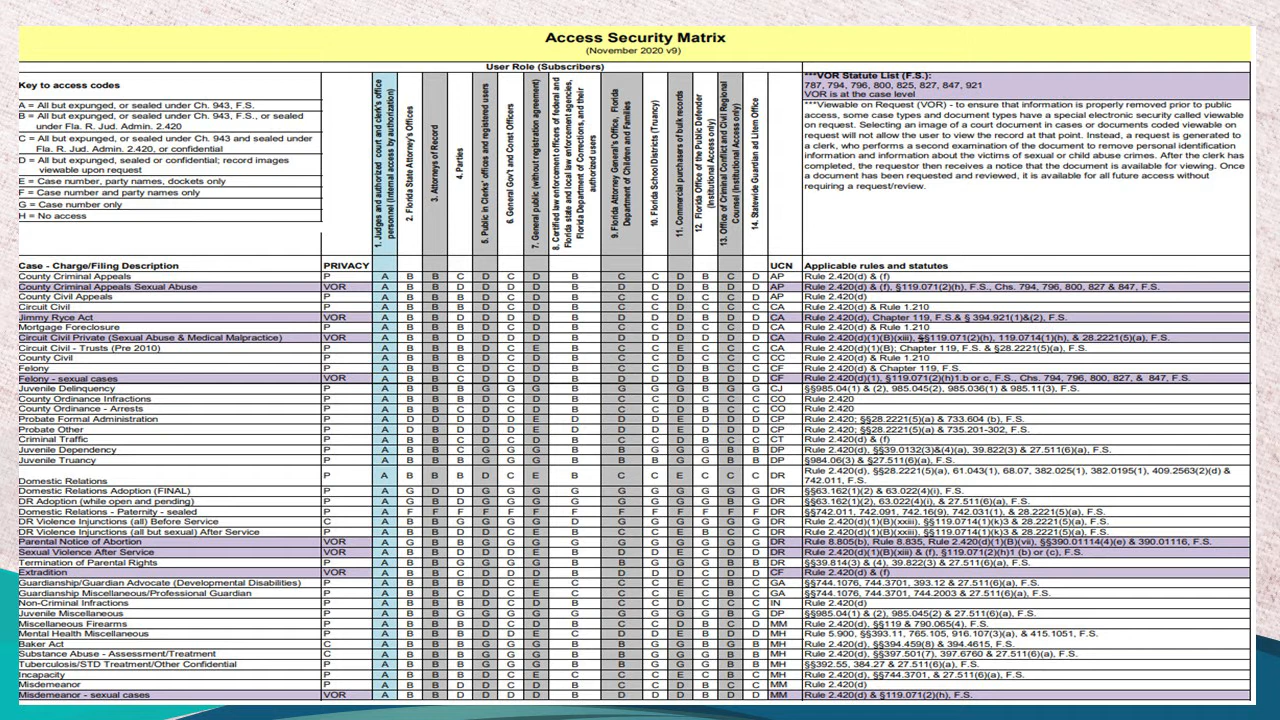 Access Security Matrix
(November 2020 v9)
User Role (Subscribers)
Key to access codes
A = All but expunged, or sealed under Ch. 943, F.S.
B = All but expunged, or sealed under Ch. 943, F.S., or sealed
under Fla. R. Jud. Admin. 2.420
C = All but expunged, or sealed under Ch. 943 and sealed under
Fla. R. Jud. Admin. 2.420, or confidential
D = All but expunged, sealed or confidential; record images
viewable upon request
E = Case number, party names, dockets only
F = Case number and party names only
G = Case number only
H = No access
1. Judges and authorized court and clerk's office
personnel (Internal access by authorization)
2. Florida State Attorneys' Offices
3. Attorneys of Record
4. Parties
5. Public in Clerks' offices and registered users
6. General Gov't and Const. Officers
7. General public (without registration agreement)
8. Certified law enforcement officers of federal and
Florida state and local law enforcement agencies,
Florida Department of Corrections, and their
authorized users
9. Florida Attorney General's Office, Florida
Department of Children and Families
10. Florida School Districts (Truancy)
11. Commercial purchasers of bulk records
12. Florida Office of the Public Defender
(Institutional Access only)
13. Office of Criminal Conflict and Civil Regional
Counsel (Institutional Access only)
14. Statewide Guardian ad Litem Office
***VOR Statute List (F.S.):
787, 794, 796, 800, 825, 827, 847, 921
VOR is at the case level
***Viewable on Request (VOR) - to ensure that information is properly removed prior to public
access, some case types and document types have a special electronic security called viewable
on request. Selecting an image of a court document in cases or documents coded viewable on
request will not allow the user to view the record at that point. Instead, a request is generated to
a clerk, who performs a second examination of the document to remove personal identification
information and information about the victims of sexual or child abuse crimes. After the clerk has
completed, the requestor then receives a notice that the document is available for viewing. Once
a document has been requested and reviewed, it is available for all future access without
requiring a request/review.
Case - Charge/Filing Description PRIVACY UCN Applicable rules and statutes
County Criminal Appeals P A B B C D C D B C C D B C D AP Rule 2.420(d) & (f)
County Criminal Appeals Sexual Abuse VOR A B B D D D D B D D D B D D AP Rule 2.420(d) & (f), §119.071(2)(h), F.S., Chs. 794, 796, 800, 827 & 847, F.S.
County Civil Appeals P A B B B D C D B C C D C C D AP Rule 2.420(d)
Circuit Civil P A B B B D C D B C C D C C D CA Rule 2.420(d) & Rule 1.210
Jimmy Ryce Act VOR A B B B D D D D D D D B D D CA Rule 2.420(d), Chapter 119, F.S.& § 394.921(1)&(2), F.S.
Mortgage Foreclosure P A B B B D C D B C C D C C D CA Rule 2.420(d) & Rule 1.210
Circuit Civil Private (Sexual Abuse & Medical Malpractice) VOR A B B B D D D D D D D D D D CA Rule 2.420(d)(1)(B)(xiii), §§119.071(2)(h), 119.0714(1)(h), & 28.2221(5)(a), F.S.
Circuit Civil - Trusts (Pre 2010) P A B B B D C E B C C E C C D CA Rule 2.420(d)(1)(B); Chapter 119, F.S. & §28.2221(5)(a), F.S.
County Civil P A B B B D C D B C C D C C D CC Rule 2.420(d) & Rule 1.210
Felony P A B B C D C D B C C D B C D CF Rule 2.420(d) & Chapter 119, F.S.
Felony - sexual cases VOR A B B D D D D B D D D B D D CF Rule 2.420(d)(1), §119.071(2)(h)1.b or c, F.S., Chs. 794, 796, 800, 827, & 847, F.S.
Juvenile Delinquency P A B B B G G G B G G G B G G CJ §§985.04(1) & (2), 985.045(2), 985.036(1) & 985.11(3), F.S.
County Ordinance Infractions P A B B B D C D B C C D C C D CO Rule 2.420
County Ordinance - Arrests P A B B C D C D B C C D B C D CO Rule 2.420
Probate Formal Administration P A D D D D D E D D D E D D D CP Rule 2.420; §§28.2221(5)(a) & 733.604 (b), F.S.
Probate Other P A B B B D D E D D D E D D D CP Rule 2.420; §§28.2221(5)(a) & 735.201-302, F.S.
Criminal Traffic P A B B C D C D B C C D B C C CT Rule 2.420(d) & (f)
Juvenile Dependency P A B B B G G G B B G G B B B DP Rule 2.420(d), §§39.0132(3)&(4), 39.822(3) & 27.511(6)(a), F.S.
Juvenile Truancy P A B B B G G G B B B G G B B DP §984.06(3) & §27.511(6)(a), F.S.
Domestic Relations P A B B B D C E B C C E C C C DR Rule 2.420(d), §§28.2221(5)(a), 61.043(1), 68.07, 382.025(1), 382.0195(1), 409.2563(2)(d) &
742.011, F.S.
Domestic Relations Adoption (FINAL) P A G D D G G G G G G G G G G DR §§63.162(1)(2) & 63.022(4)(i), F.S.
DR Adoption (while open and pending) P A G B D G G G G G G G G B G DR §§63.162(1)(2), 63.022(4)(i), & 27.511(6)(a), F.S.
Domestic Relations - Paternity - sealed P A F F F F F F F F F F F F F DR §§742.011, 742.091, 742.16(9), 742.031(1), & 28.2221(5)(a), F.S.
DR Violence Injunctions (all) Before Service C A B B G G G G D G G G G G G DR Rule 2.420(d)(1)(B)(xxiii), §§119.0714(1)(k)3 & 28.2221(5)(a), F.S.
DR Violence Injunctions (all but sexual) After Service P A B B B D C E B C C E B C C DR Rule 2.420(d)(1)(B)(xxiii), §§119.0714(1)(k)3 & 28.2221(5)(a), F.S.
Parental Notice of Abortion VOR A G B B G G G G G G G G G G DR Rule 8.805(b), Rule 8.835, Rule 2.420(d)(1)(B)(vii), §§390.01114(4)(e) & 390.01116, F.S.
Sexual Violence After Service VOR A B B B D D E B D D E C D D DR Rule 2.420(d)(1)(B)xiii) & (f), §119.071(2)(h)1 (b) or (c), F.S.
Termination of Parental Rights P A B B B G G G B B G G B B B DR §§39.814(3) & (4), 39.822(3) & 27.511(6)(a), F.S.
Extradition VOR A B B C D D D B D D D C D D CF Rule 2.420(d) & (f)
Guardianship/Guardian Advocate (Developmental Disabilities) P A B B B D C E C C C E C B C GA §§744.1076, 744.3701, 393.12 & 27.511(6)(a), F.S.
Guardianship Miscellaneous/Professional Guardian P A B B B D C E C C C E C B C GA §§744.1076, 744.3701, 744.2003 & 27.511(6)(a), F.S.
Non-Criminal Infractions P A B B B D C D B C C D C C C IN Rule 2.420(d)
Juvenile Miscellaneous P A B B B G G G B G G G B B G DP §§985.04(1) & (2), 985.045(2) & 27.511(6)(a), F.S.
Miscellaneous Firearms P A B B B D C D B C C D C C C MM Rule 2.420(d), §§119 & 790.065(4), F.S.
Mental Health Miscellaneous P A B B B D D E C D D E B D D MH Rule 5.900, §§393.11, 765.105, 916.107(3)(a), & 415.1051, F.S.
Baker Act C A B B B G G G G B G G B B G MH Rule 2.420(d), §§394.459(8) & 394.4615, F.S.
Substance Abuse - Assessment/Treatment C A B B B G G G G B G G G B G MH Rule 2.420(d), §§397.501(7), 397.6760 & 27.511(6)(a), F.S.
Tuberculosis/STD Treatment/Other Confidential P A B B B G G G G B G G G B B MH §§392.55, 384.27 & 27.511(6)(a), F.S.
Incapacity P A B B B D C E C C C E C B C MH Rule 2.420(d), §§744.3701, & 27.511(6)(a), F.S.
Misdemeanor P A B B C D C D B C C D B C C MM Rule 2.420(d)
Misdemeanor - sexual cases VOR A B B D D D D B D D D B D D MM Rule 2.420(d) & §119.071(2)(h), F.S.